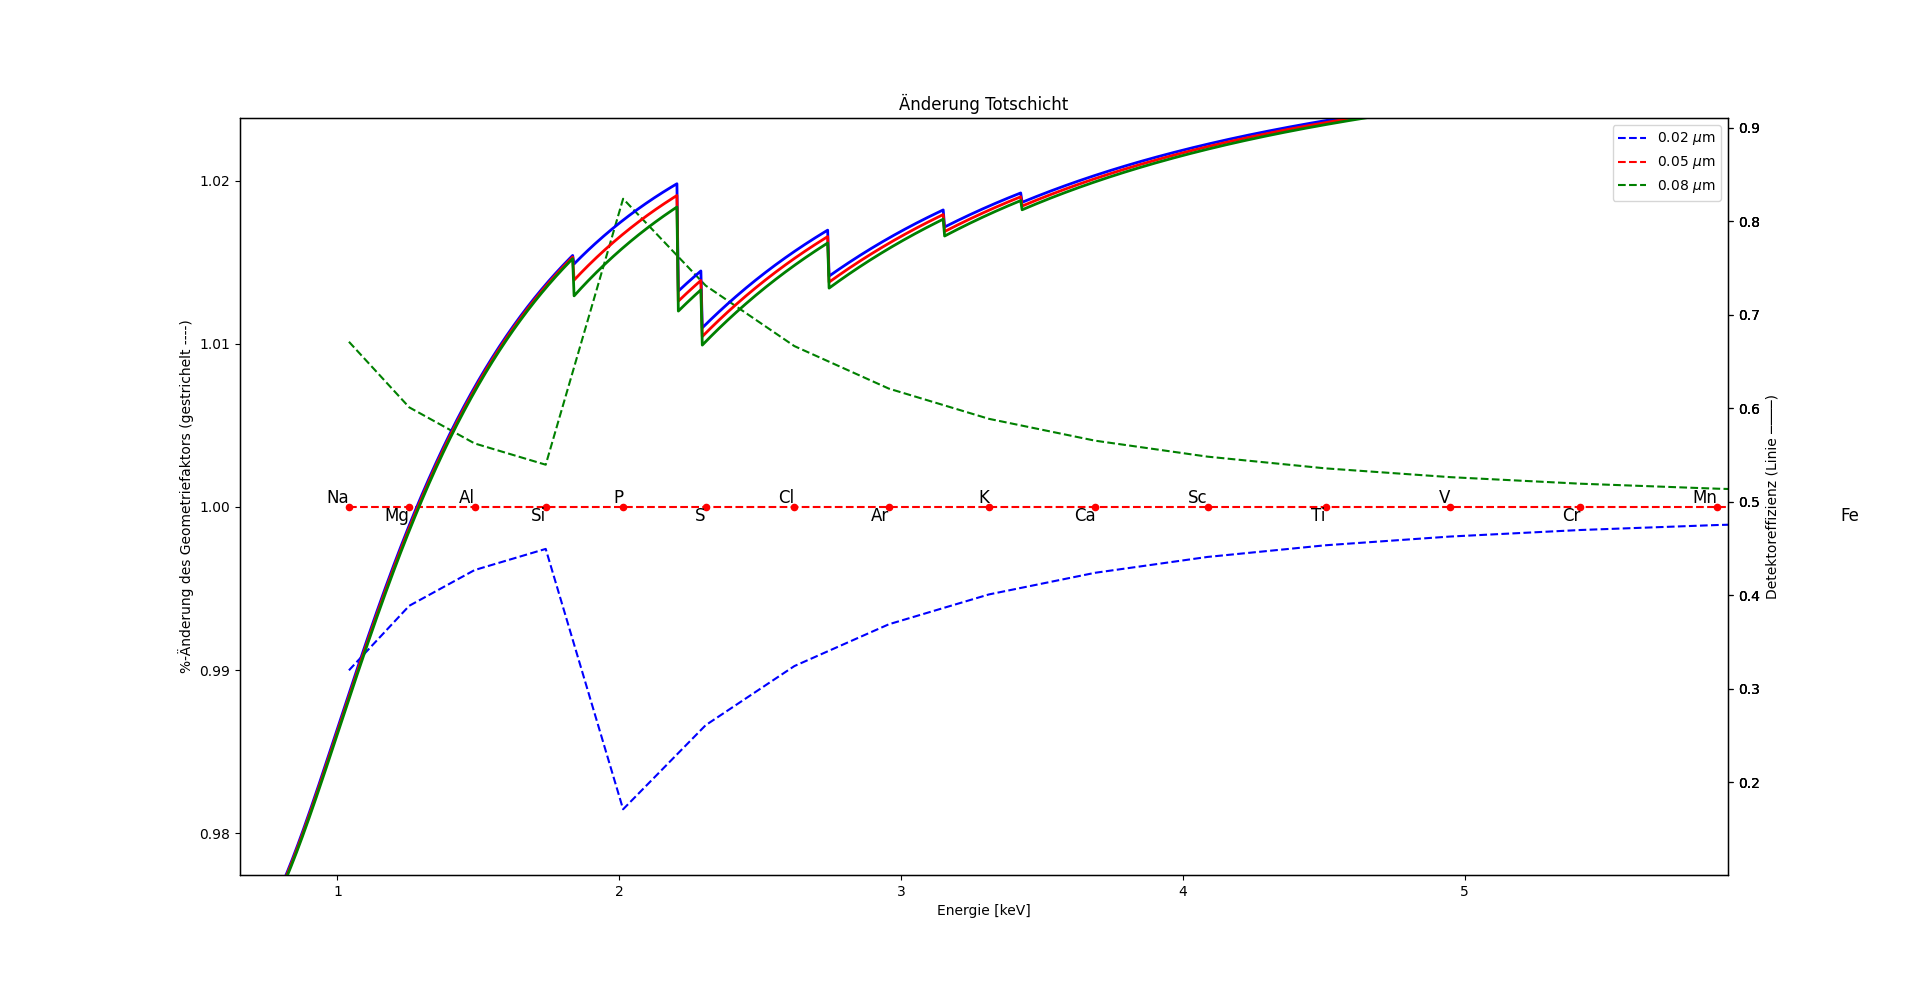 Änderung Totschicht
%-Änderung des Geometriefaktors (gestrichelt ----)
1.02
1.01
1.00
0.99
0.98
0.02 μm
0.05 μm
0.08 μm
Na
Mg
Al
Si
P
S
Cl
Ar
K
Ca
Sc
Ti
V
Cr
Mn
Fe
0.9
0.8
0.7
0.6
0.5
0.4
0.3
0.2
Detektoreffizienz (Linie ———)
1 2 3 4 5
Energie [keV]